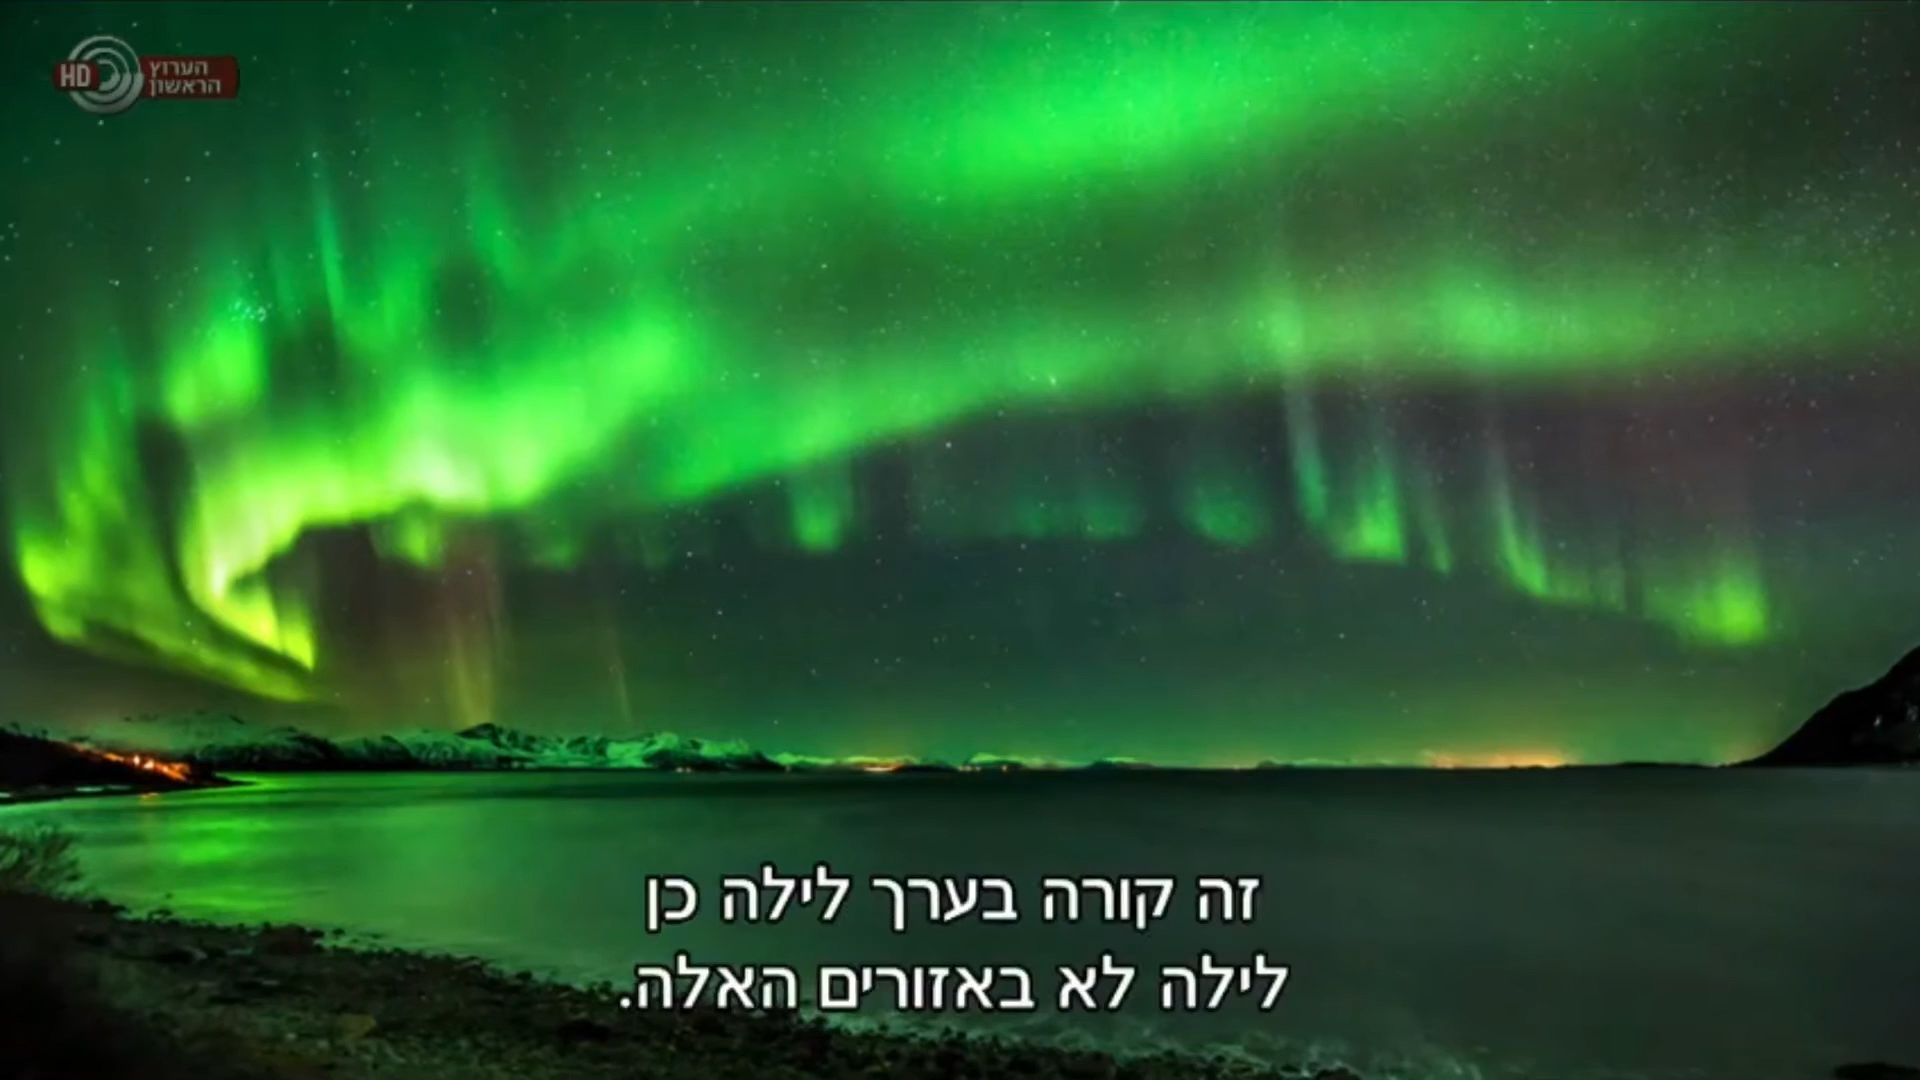 HD
הערוץ
הראשון
זה קורה בערך לילה כן
לילה לא באזורים האלה.